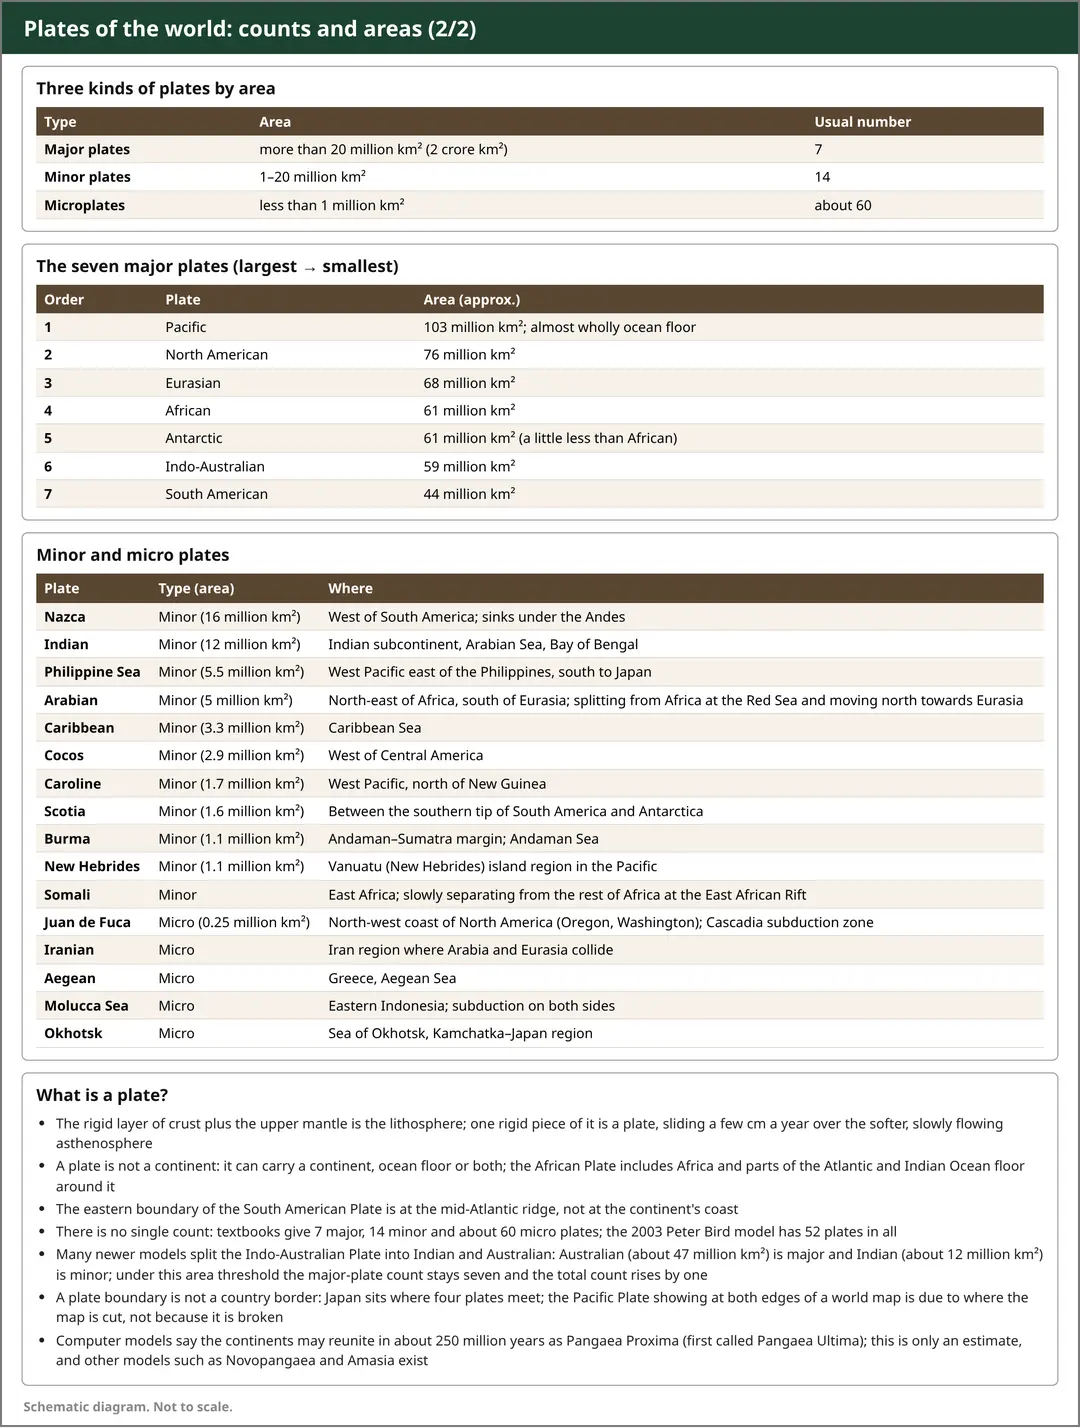 Plates of the world: counts and areas (2/2)
Three kinds of plates by area
Type Area Usual number
Major plates more than 20 million km² (2 crore km²) 7
Minor plates 1–20 million km² 14
Microplates less than 1 million km² about 60
The seven major plates (largest → smallest)
Order Plate Area (approx.)
1 Pacific 103 million km²; almost wholly ocean floor
2 North American 76 million km²
3 Eurasian 68 million km²
4 African 61 million km²
5 Antarctic 61 million km² (a little less than African)
6 Indo-Australian 59 million km²
7 South American 44 million km²
Minor and micro plates
Plate Type (area) Where
Nazca Minor (16 million km²) West of South America; sinks under the Andes
Indian Minor (12 million km²) Indian subcontinent, Arabian Sea, Bay of Bengal
Philippine Sea Minor (5.5 million km²) West Pacific east of the Philippines, south to Japan
Arabian Minor (5 million km²) North-east of Africa, south of Eurasia; splitting from Africa at the Red Sea and moving north towards Eurasia
Caribbean Minor (3.3 million km²) Caribbean Sea
Cocos Minor (2.9 million km²) West of Central America
Caroline Minor (1.7 million km²) West Pacific, north of New Guinea
Scotia Minor (1.6 million km²) Between the southern tip of South America and Antarctica
Burma Minor (1.1 million km²) Andaman–Sumatra margin; Andaman Sea
New Hebrides Minor (1.1 million km²) Vanuatu (New Hebrides) island region in the Pacific
Somali Minor East Africa; slowly separating from the rest of Africa at the East African Rift
Juan de Fuca Micro (0.25 million km²) North-west coast of North America (Oregon, Washington); Cascadia subduction zone
Iranian Micro Iran region where Arabia and Eurasia collide
Aegean Micro Greece, Aegean Sea
Molucca Sea Micro Eastern Indonesia; subduction on both sides
Okhotsk Micro Sea of Okhotsk, Kamchatka–Japan region
What is a plate?
• The rigid layer of crust plus the upper mantle is the lithosphere; one rigid piece of it is a plate, sliding a few cm a year over the softer, slowly flowing
asthenosphere
• A plate is not a continent: it can carry a continent, ocean floor or both; the African Plate includes Africa and parts of the Atlantic and Indian Ocean floor
around it
• The eastern boundary of the South American Plate is at the mid-Atlantic ridge, not at the continent's coast
• There is no single count: textbooks give 7 major, 14 minor and about 60 micro plates; the 2003 Peter Bird model has 52 plates in all
• Many newer models split the Indo-Australian Plate into Indian and Australian: Australian (about 47 million km²) is major and Indian (about 12 million km²)
is minor; under this area threshold the major-plate count stays seven and the total count rises by one
• A plate boundary is not a country border: Japan sits where four plates meet; the Pacific Plate showing at both edges of a world map is due to where the
map is cut, not because it is broken
• Computer models say the continents may reunite in about 250 million years as Pangaea Proxima (first called Pangaea Ultima); this is only an estimate,
and other models such as Novopangaea and Amasia exist
Schematic diagram. Not to scale.